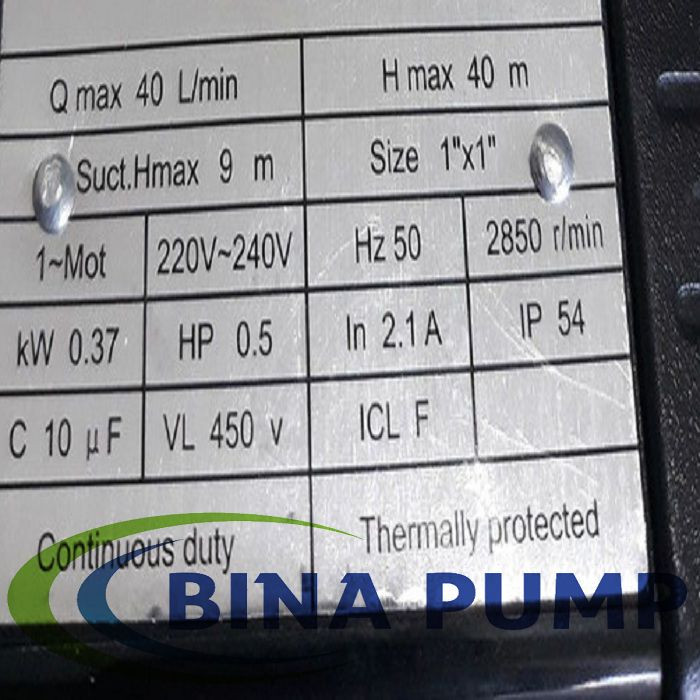 Q max 40 L/min H max 40 m
Suct.Hmax 9 m Size 1"x1"
1~Mot 220V~240V Hz 50 2850 r/min
kW 0.37 HP 0.5 In 2.1 A IP 54
C 10 μF VL 450 v ICL F
Continuous duty Thermally protected
BINA PUMP